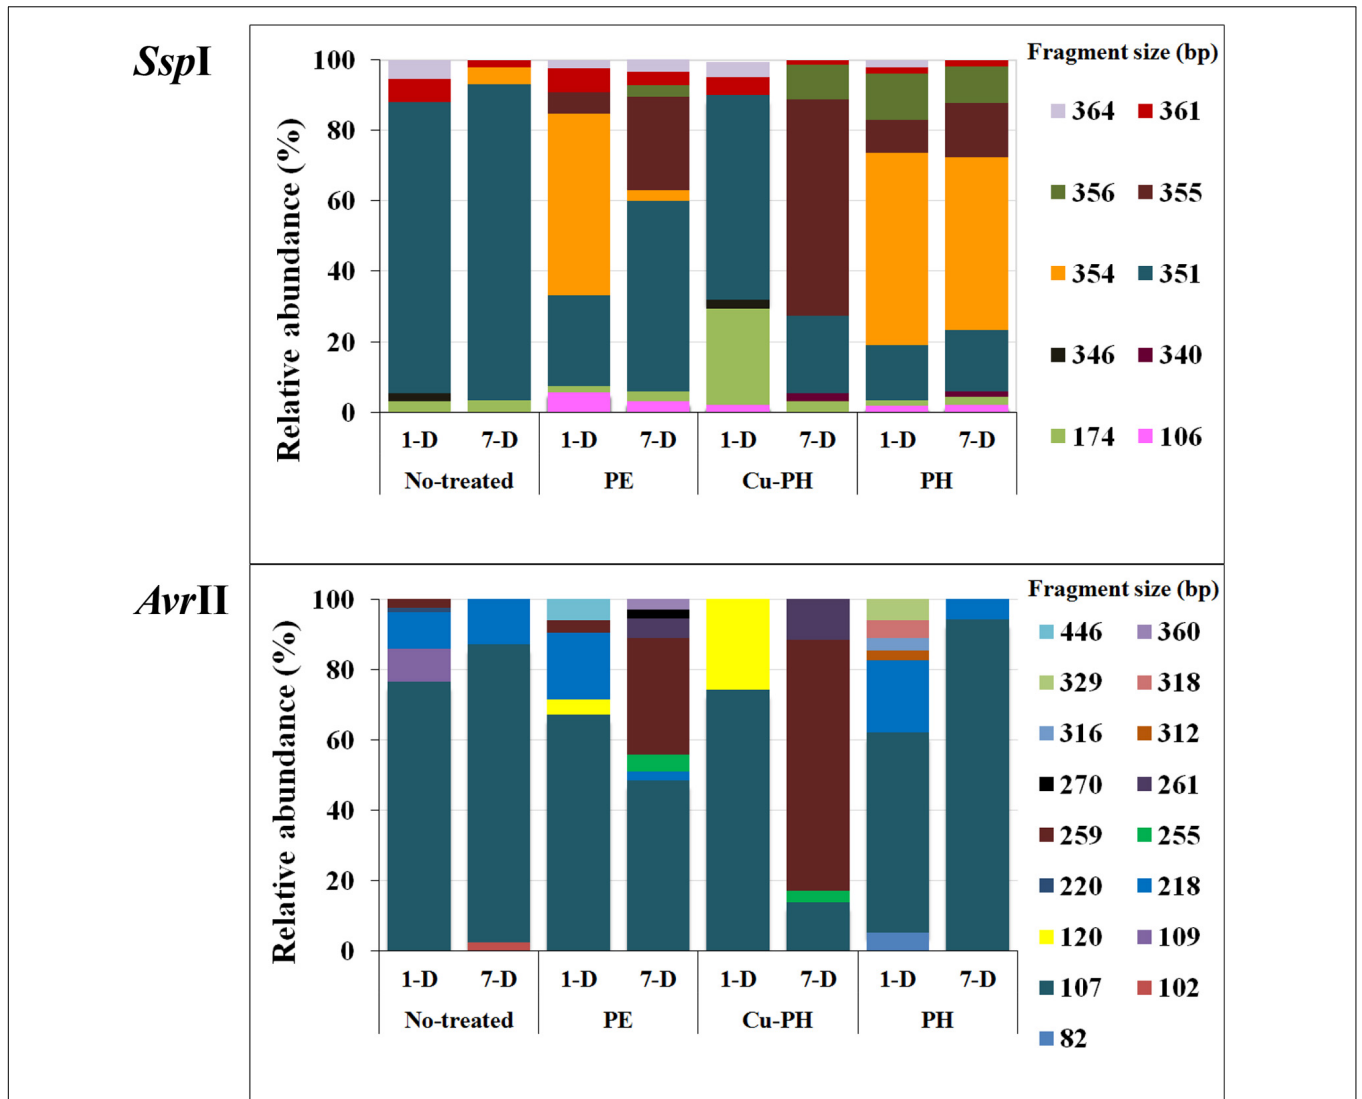 SspI
Relative abundance (%)
100
80
60
40
20
0
1-D 7-D 1-D 7-D 1-D 7-D 1-D 7-D
No-treated PE Cu-PH PH
Fragment size (bp)
364 361
356 355
354 351
346 340
174 106
AvrII
Relative abundance (%)
100
80
60
40
20
0
1-D 7-D 1-D 7-D 1-D 7-D 1-D 7-D
No-treated PE Cu-PH PH
Fragment size (bp)
446 360
329 318
316 312
270 261
259 255
220 218
120 109
107 102
82